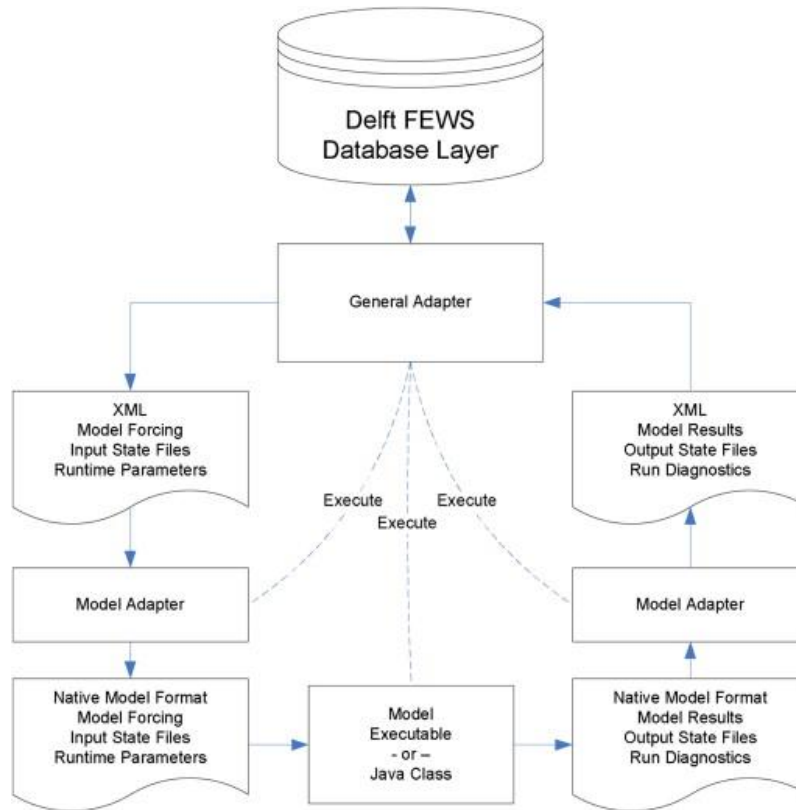 Delft FEWS
Database Layer
General Adapter
XML
Model Forcing
Input State Files
Runtime Parameters
XML
Model Results
Output State Files
Run Diagnostics
Execute
Execute
Execute
Model Adapter
Model Adapter
Native Model Format
Model Forcing
Input State Files
Runtime Parameters
Model
Executable
- or –
Java Class
Native Model Format
Model Results
Output State Files
Run Diagnostics